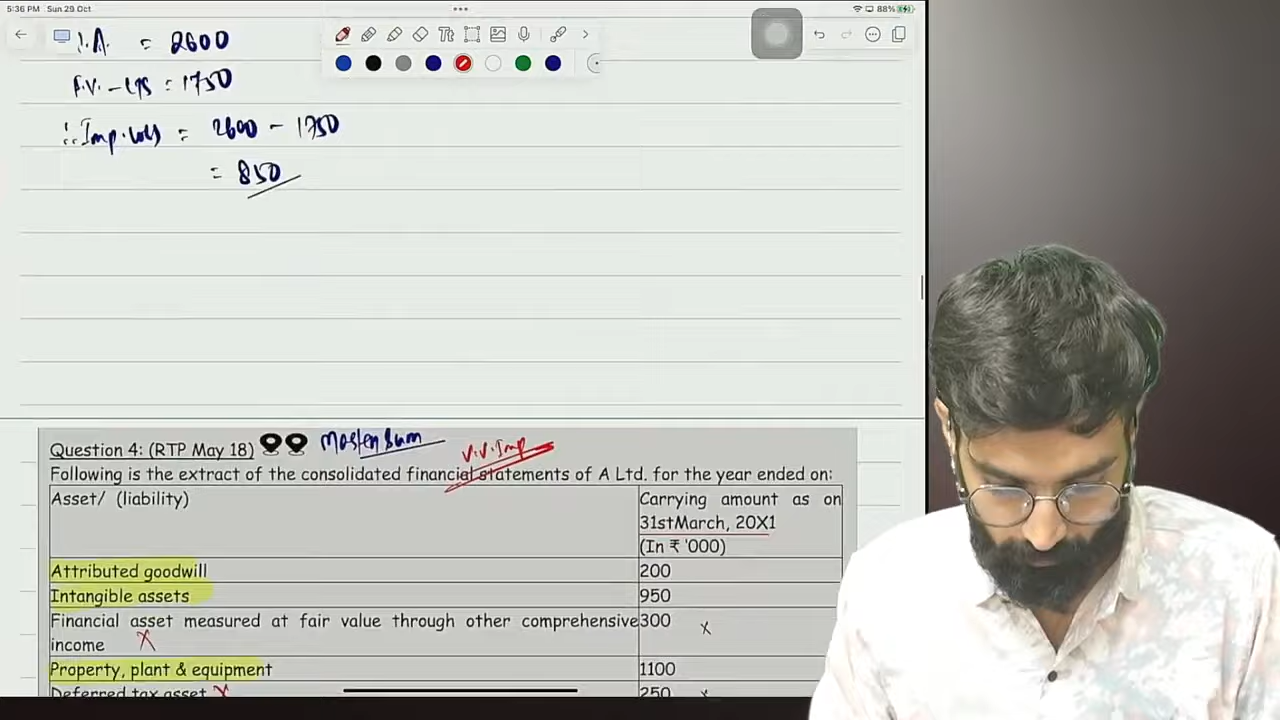 5:36 PM Sun 29 Oct
88%
I.A. = 2600
F.V. - LTS = 1750
∴ Imp. loss = 2600 - 1750
= 850
Question 4: (RTP May 18) Master Sum
V.V. Imp
Following is the extract of the consolidated financial statements of A Ltd. for the year ended on:
Asset/ (liability) Carrying amount as on 31stMarch, 20X1 (In ₹ '000)
Attributed goodwill 200
Intangible assets 950
Financial asset measured at fair value through other comprehensive income 300
Property, plant & equipment 1100
Deferred tax asset 250